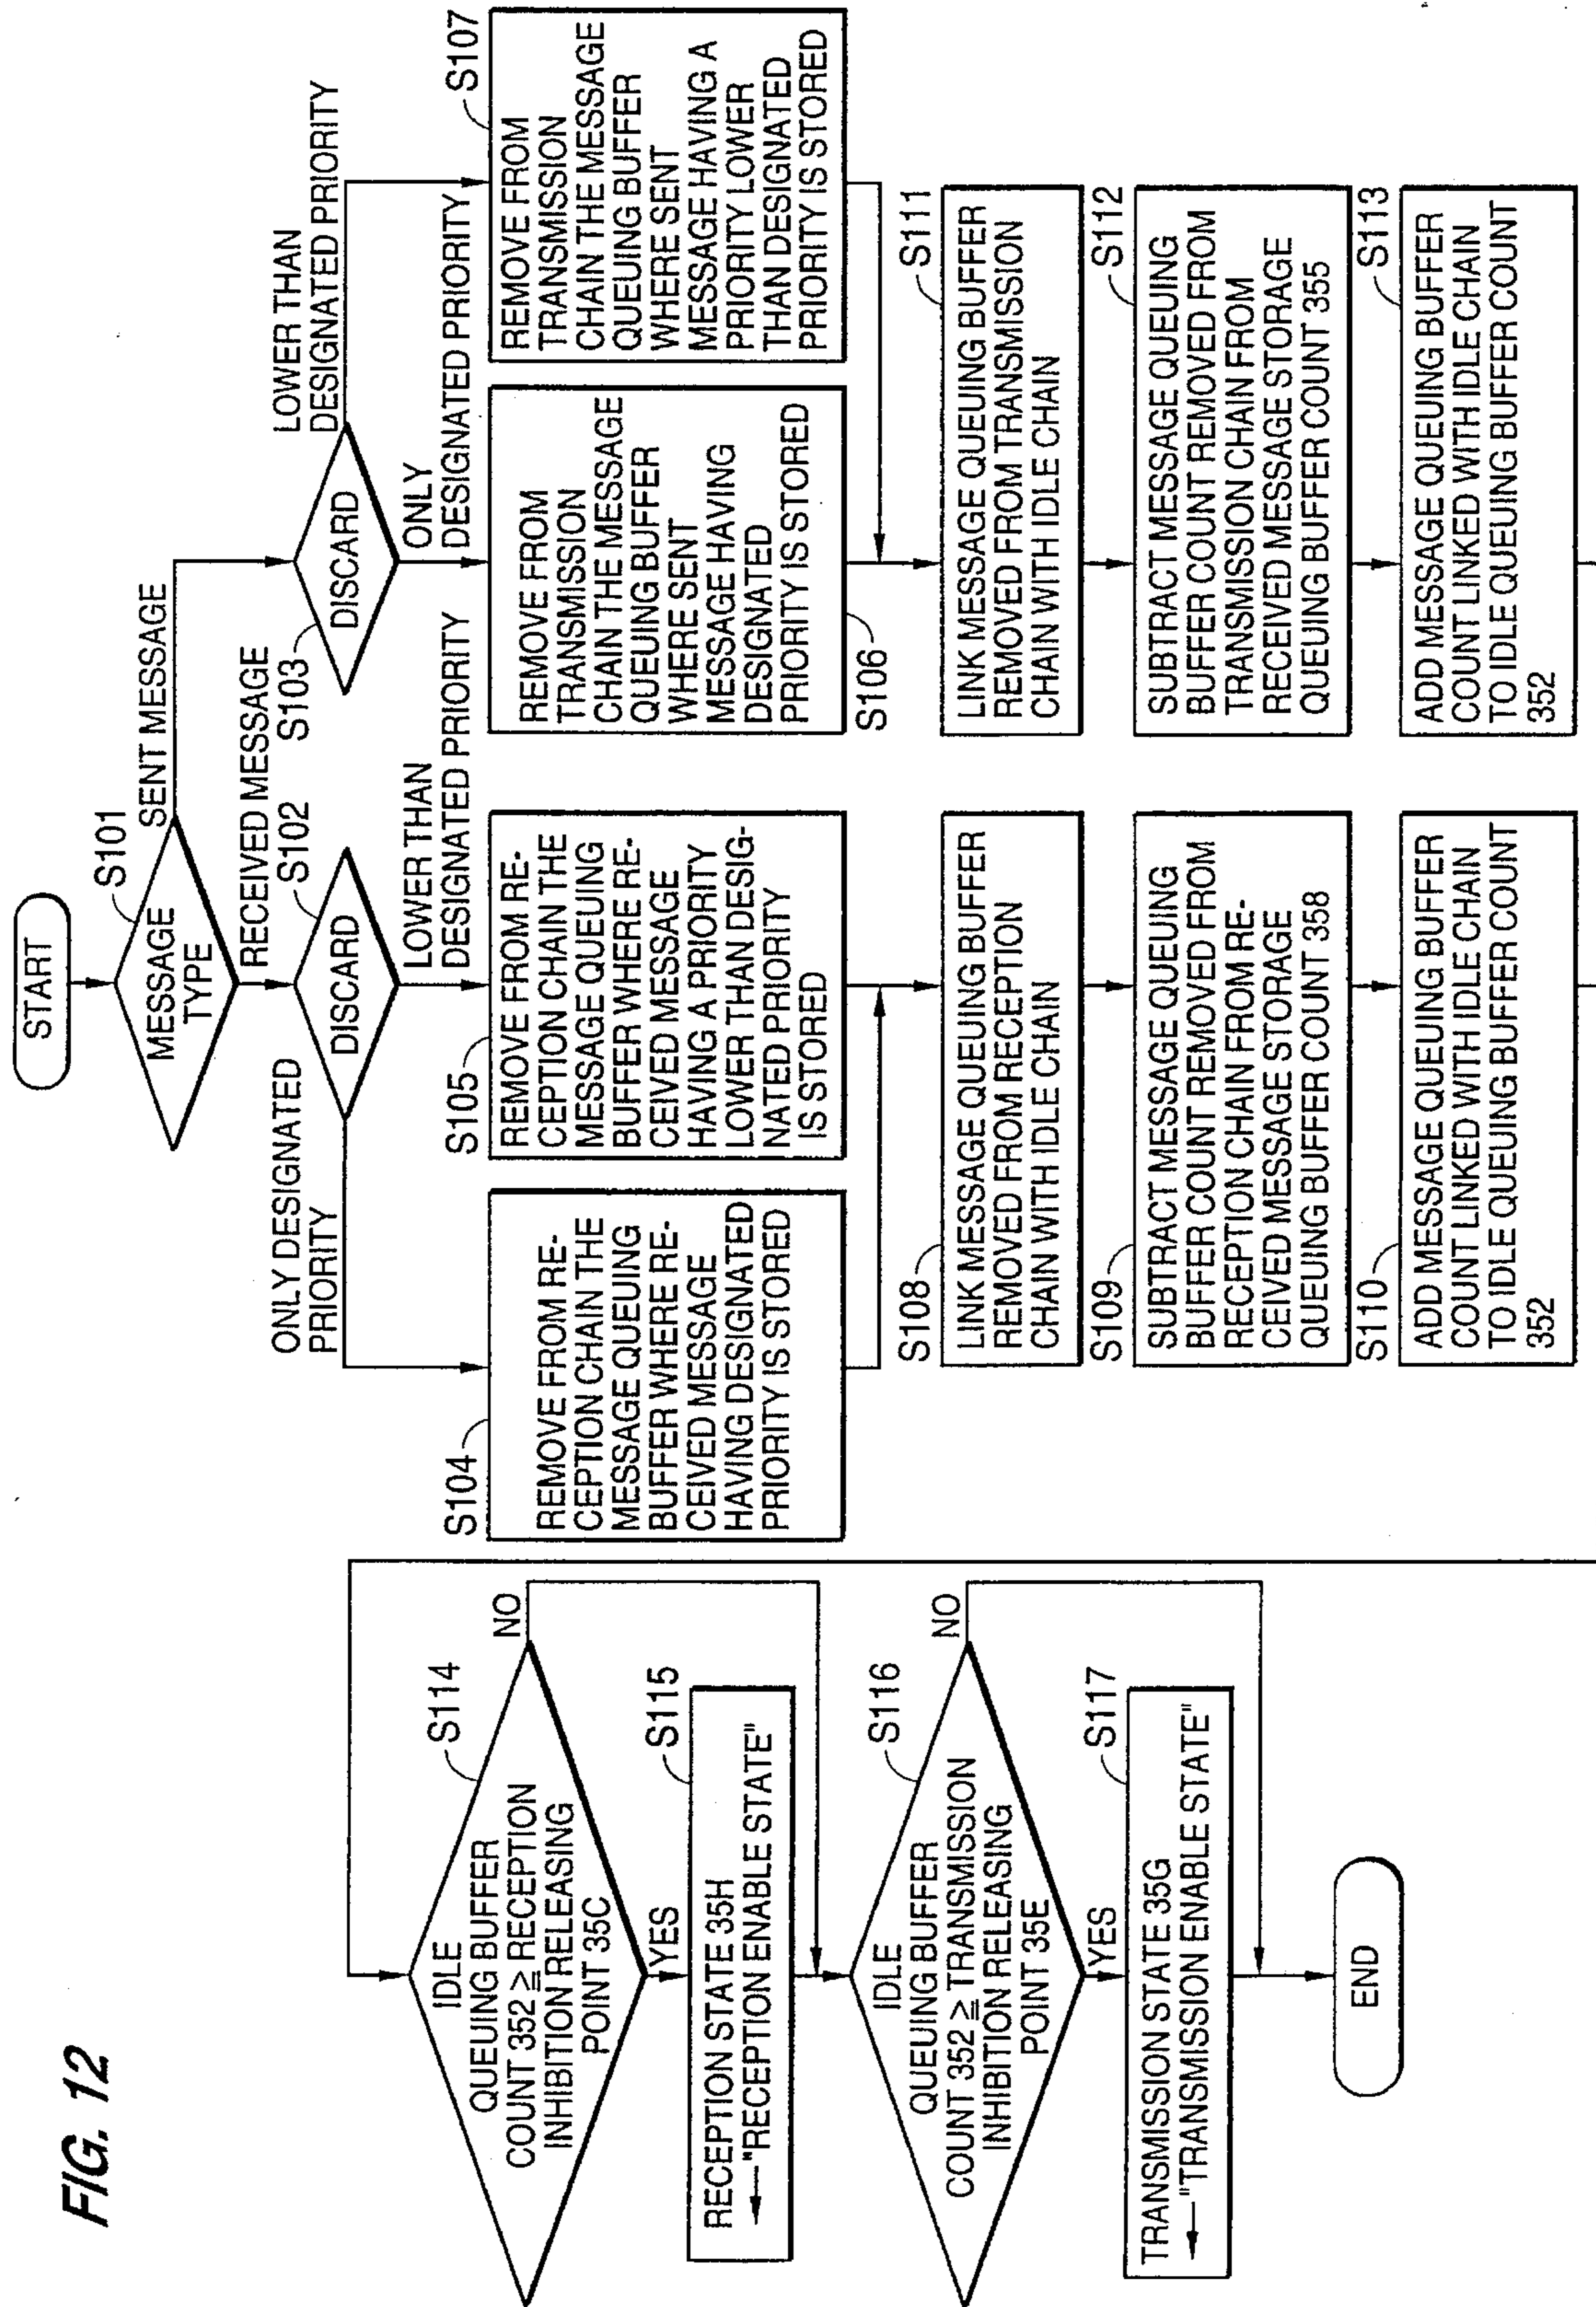 FIG. 12
START
MESSAGE
TYPE
S101
SENT MESSAGE
RECEIVED MESSAGE
S102
DISCARD
ONLY DESIGNATED
PRIORITY
LOWER THAN
DESIGNATED PRIORITY
S103
DISCARD
ONLY
DESIGNATED PRIORITY
LOWER THAN
DESIGNATED PRIORITY
S104
REMOVE FROM RE-
CEPTION CHAIN THE
MESSAGE QUEUING
BUFFER WHERE RE-
CEIVED MESSAGE
HAVING DESIGNATED
PRIORITY IS STORED
S105
REMOVE FROM RE-
CEPTION CHAIN THE
MESSAGE QUEUING
BUFFER WHERE RE-
CEIVED MESSAGE
HAVING A PRIORITY
LOWER THAN DESIG-
NATED PRIORITY
IS STORED
REMOVE FROM
TRANSMISSION
CHAIN THE MESSAGE
QUEUING BUFFER
WHERE SENT
MESSAGE HAVING
DESIGNATED
PRIORITY IS STORED
S106
S107
REMOVE FROM
TRANSMISSION
CHAIN THE MESSAGE
QUEUING BUFFER
WHERE SENT
MESSAGE HAVING A
PRIORITY LOWER
THAN DESIGNATED
PRIORITY IS STORED
S108
LINK MESSAGE QUEUING BUFFER
REMOVED FROM RECEPTION
CHAIN WITH IDLE CHAIN
S109
SUBTRACT MESSAGE QUEUING
BUFFER COUNT REMOVED FROM
RECEPTION CHAIN FROM RE-
CEIVED MESSAGE STORAGE
QUEUING BUFFER COUNT 358
S110
ADD MESSAGE QUEUING BUFFER
COUNT LINKED WITH IDLE CHAIN
TO IDLE QUEUING BUFFER COUNT
352
S111
LINK MESSAGE QUEUING BUFFER
REMOVED FROM TRANSMISSION
CHAIN WITH IDLE CHAIN
S112
SUBTRACT MESSAGE QUEUING
BUFFER COUNT REMOVED FROM
TRANSMISSION CHAIN FROM
RECEIVED MESSAGE STORAGE
QUEUING BUFFER COUNT 355
S113
ADD MESSAGE QUEUING BUFFER
COUNT LINKED WITH IDLE CHAIN
TO IDLE QUEUING BUFFER COUNT
352
S114
IDLE
QUEUING BUFFER
COUNT 352 ≧ RECEPTION
INHIBITION RELEASING
POINT 35C
NO
YES
S115
RECEPTION STATE 35H
← "RECEPTION ENABLE STATE"
S116
IDLE
QUEUING BUFFER
COUNT 352 ≧ TRANSMISSION
INHIBITION RELEASING
POINT 35E
NO
YES
S117
TRANSMISSION STATE 35G
← "TRANSMISSION ENABLE STATE"
END